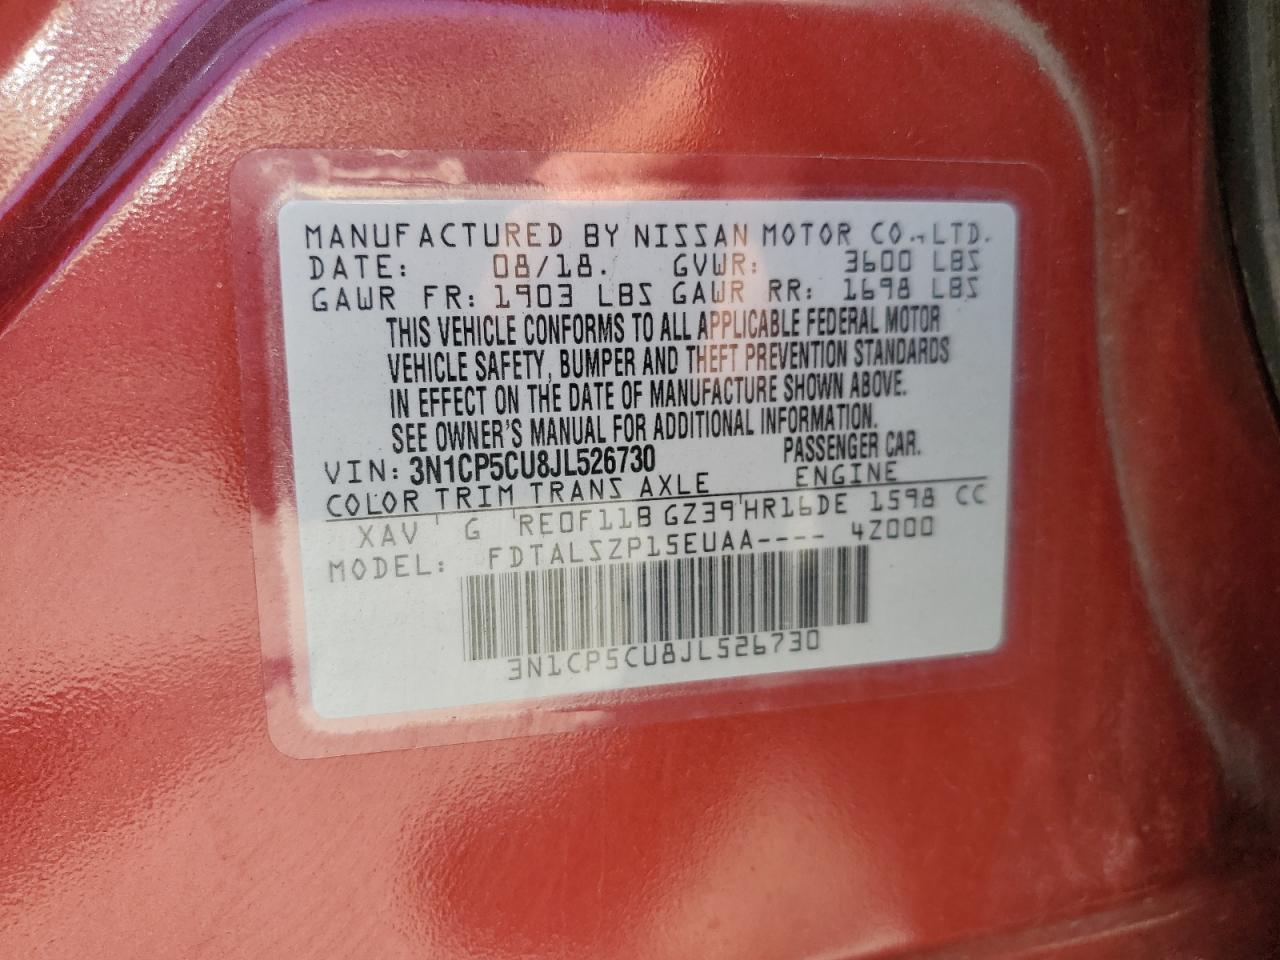 MANUFACTURED BY NISSAN MOTOR CO., LTD.
DATE: 08/18. GVWR: 3600 LBS
GAWR FR: 1903 LBS GAWR RR: 1698 LBS
THIS VEHICLE CONFORMS TO ALL APPLICABLE FEDERAL MOTOR
VEHICLE SAFETY, BUMPER AND THEFT PREVENTION STANDARDS
IN EFFECT ON THE DATE OF MANUFACTURE SHOWN ABOVE.
SEE OWNER'S MANUAL FOR ADDITIONAL INFORMATION.
VIN: 3N1CP5CU8JL526730 PASSENGER CAR.
COLOR TRIM TRANS AXLE ENGINE
XAV G RE0F11B GZ39 HR16DE 1598 CC
MODEL: FDTALSZP15EUAA---- 4Z000
3N1CP5CU8JL526730